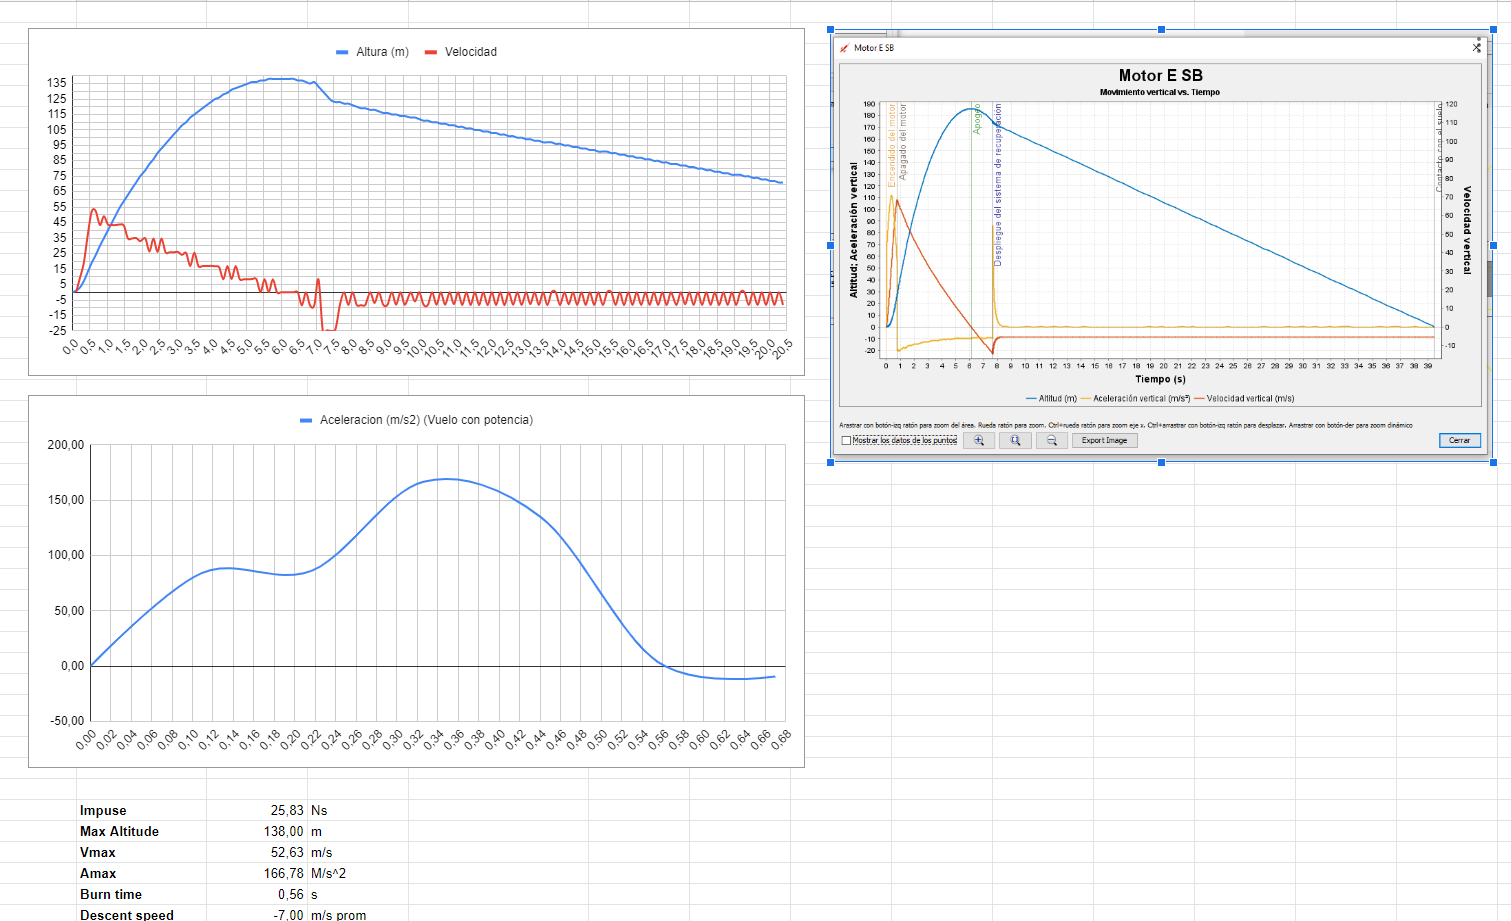 Altura (m) Velocidad
135
125
115
105
95
85
75
65
55
45
35
25
15
5
-5
-15
-25
0,0 0,5 1,0 1,5 2,0 2,5 3,0 3,5 4,0 4,5 5,0 5,5 6,0 6,5 7,0 7,5 8,0 8,5 9,0 9,5 10,0 10,5 11,0 11,5 12,0 12,5 13,0 13,5 14,0 14,5 15,0 15,5 16,0 16,5 17,0 17,5 18,0 18,5 19,0 19,5 20,0 20,5
Motor E SB
Motor E SB
Movimiento vertical vs. Tiempo
Altitud; Aceleración vertical
190
180
170
160
150
140
130
120
110
100
90
80
70
60
50
40
30
20
10
0
-10
-20
Encendido del motor
Apagado del motor
Apogeo
Despliegue del sistema de recuperación
Contacto con el suelo
120
110
100
90
80
70
60
50
40
30
20
10
0
-10
Velocidad vertical
0 1 2 3 4 5 6 7 8 9 10 11 12 13 14 15 16 17 18 19 20 21 22 23 24 25 26 27 28 29 30 31 32 33 34 35 36 37 38 39
Tiempo (s)
Altitud (m) Aceleración vertical (m/s²) Velocidad vertical (m/s)
Arastrar con botón-izq ratón para zoom del área. Rueda ratón para zoom. Ctrl+rueda ratón para zoom eje x. Ctrl+arrastrar con botón-izq ratón para desplazar. Arrastrar con botón-der para zoom dinámico
Mostrar los datos de los puntos Export Image Cerrar
Aceleracion (m/s2) (Vuelo con potencia)
200,00
150,00
100,00
50,00
0,00
-50,00
0,00 0,02 0,04 0,06 0,08 0,10 0,12 0,14 0,16 0,18 0,20 0,22 0,24 0,26 0,28 0,30 0,32 0,34 0,36 0,38 0,40 0,42 0,44 0,46 0,48 0,50 0,52 0,54 0,56 0,58 0,60 0,62 0,64 0,66 0,68
Impuse 25,83 Ns
Max Altitude 138,00 m
Vmax 52,63 m/s
Amax 166,78 M/s^2
Burn time 0,56 s
Descent speed -7,00 m/s prom